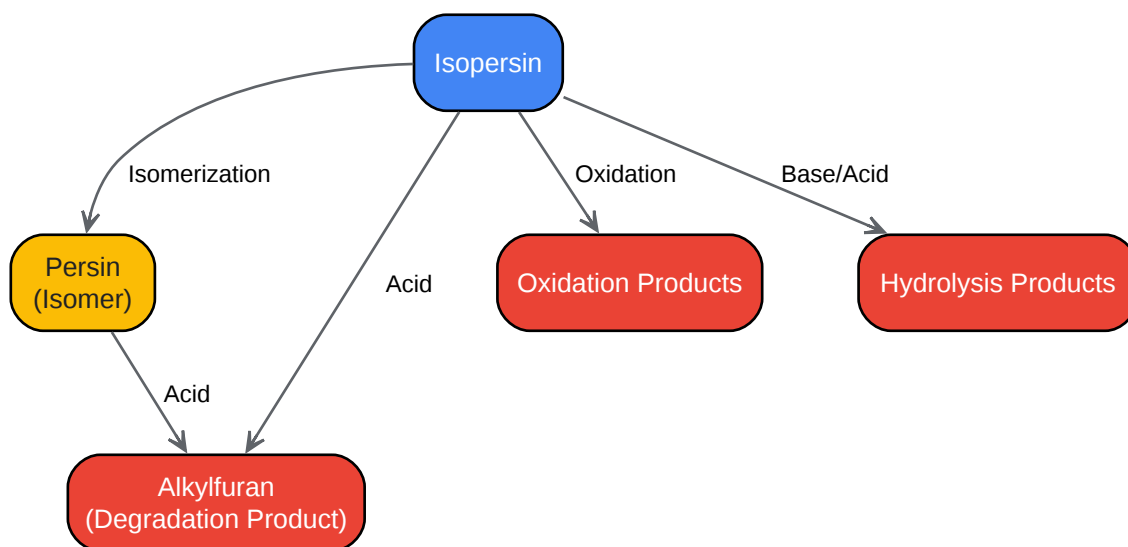 Isopersin
Isomerization
Oxidation
Base/Acid
Persin
(Isomer)
Acid
Oxidation Products
Hydrolysis Products
Acid
Alkylfuran
(Degradation Product)